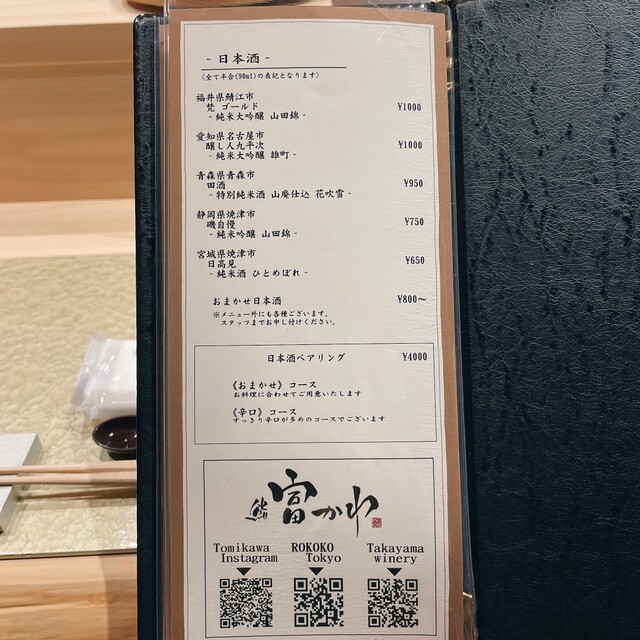 - 日本酒 -
〈全て半合(90ml)の表記となります〉
福井県鯖江市
梵 ゴールド ¥1000
- 純米大吟醸 山田錦 -
愛知県名古屋市
醸し人九平次 ¥1000
- 純米大吟醸 雄町 -
青森県青森市
田酒 ¥950
- 特別純米酒 山廃仕込 花吹雪 -
静岡県焼津市
磯自慢 ¥750
- 純米吟醸 山田錦 -
宮城県焼津市
日高見 ¥650
- 純米酒 ひとめぼれ -
おまかせ日本酒 ¥800〜
※メニュー外にも各種ございます。
スタッフまでお申し付けください。
日本酒ペアリング ¥4000
《おまかせ》コース
お料理に合わせてご用意いたします
《辛口》コース
すっきり辛口が多めのコースでございます
鮨 富かわ
Tomikawa Instagram
ROKOKO Tokyo
Takayama winery